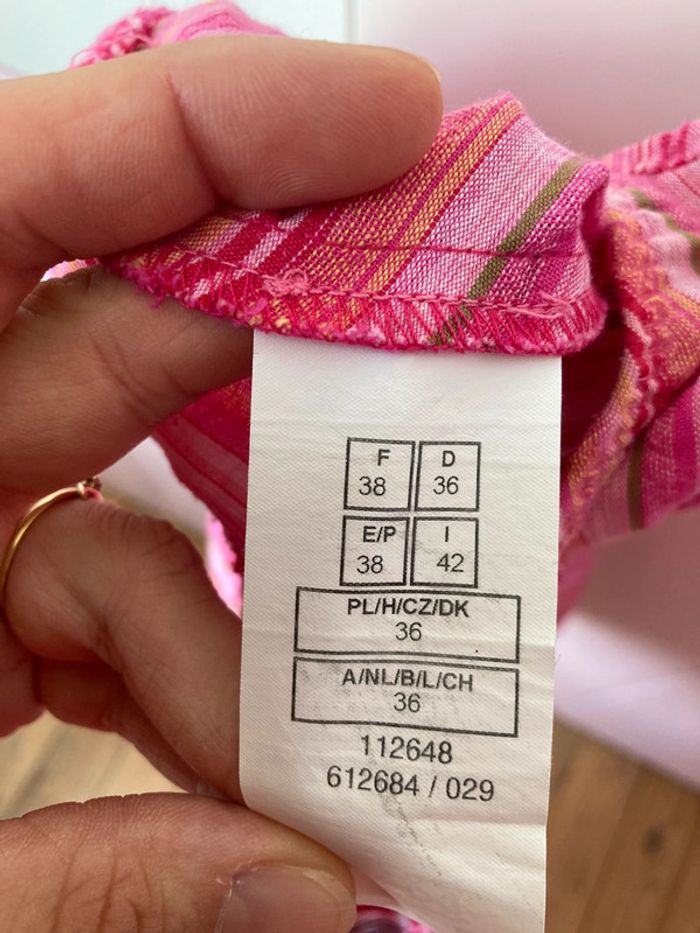 F D
38 36
E/P I
38 42
PL/H/CZ/DK
36
A/NL/B/L/CH
36
112648
612684 / 029